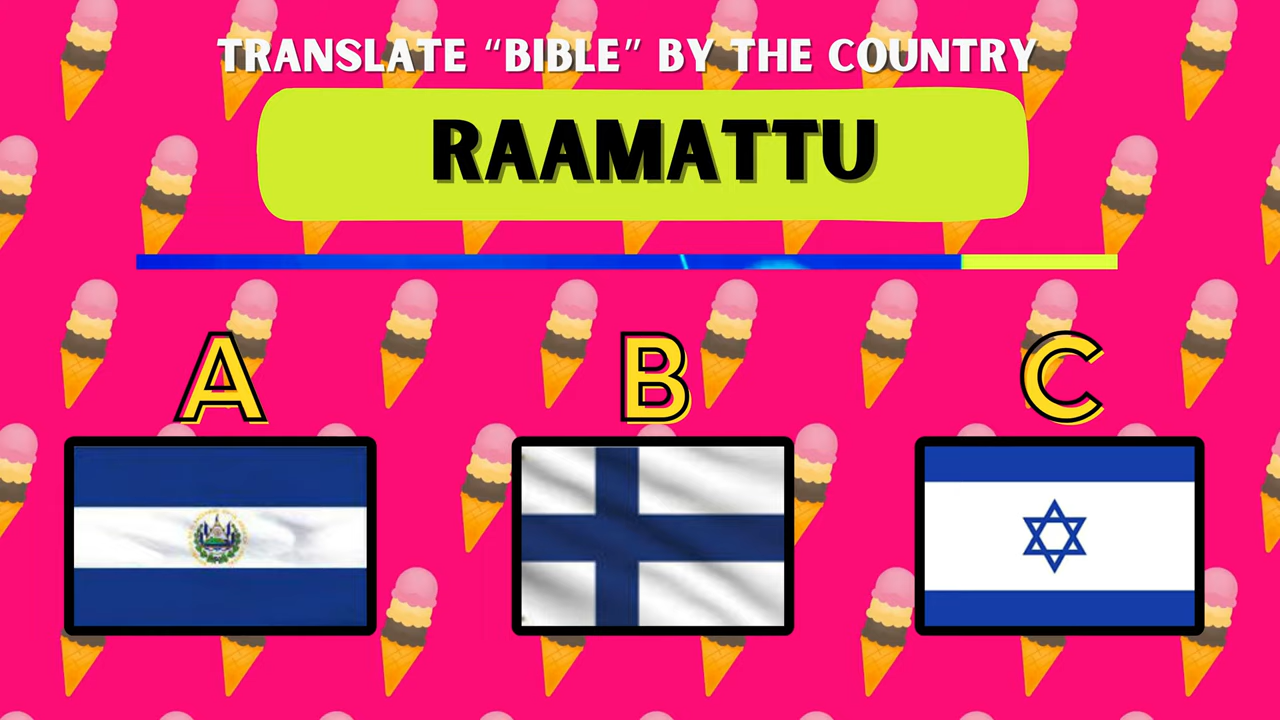 TRANSLATE “BIBLE” BY THE COUNTRY
RAAMATTU
A B C